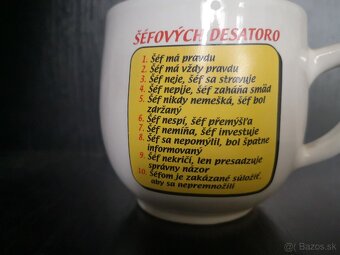 ŠÉFOVÝCH DESATORO
1. Šéf má pravdu
2. Šéf má vždy pravdu
3. Šéf neje, šéf sa stravuje
4. Šéf nepije, šéf zaháňa smäd
5. Šéf nikdy nemešká, šéf bol
zdržaný
6. Šéf nespí, šéf přemýšľa
7. Šéf nemíňa, šéf investuje
8. Šéf sa nepomýlil, bol špatne
informovaný
9. Šéf nekričí, len presadzuje
správny názor
10. Šéfom je zakázané súložiť,
aby sa nepremnožili
Bazos.sk